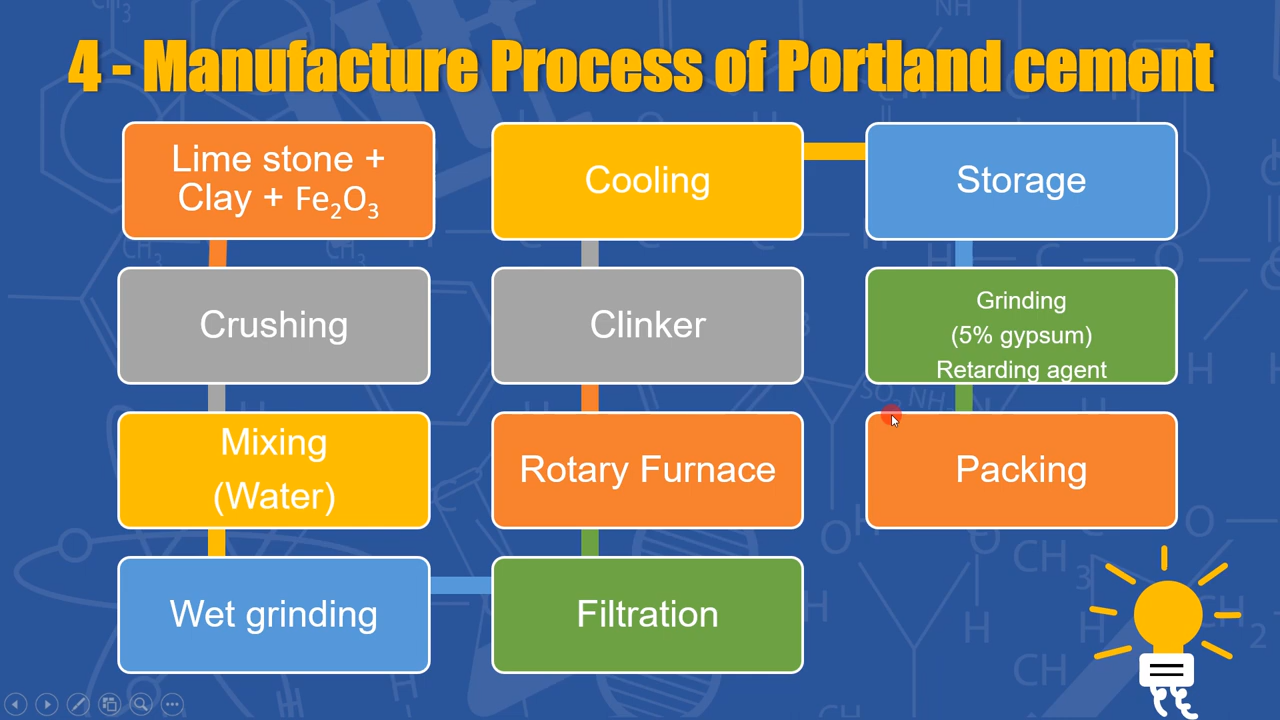 4 - Manufacture Process of Portland cement
Lime stone +
Clay + Fe₂O₃
Crushing
Mixing
(Water)
Wet grinding
Filtration
Rotary Furnace
Clinker
Cooling
Storage
Grinding
(5% gypsum)
Retarding agent
Packing